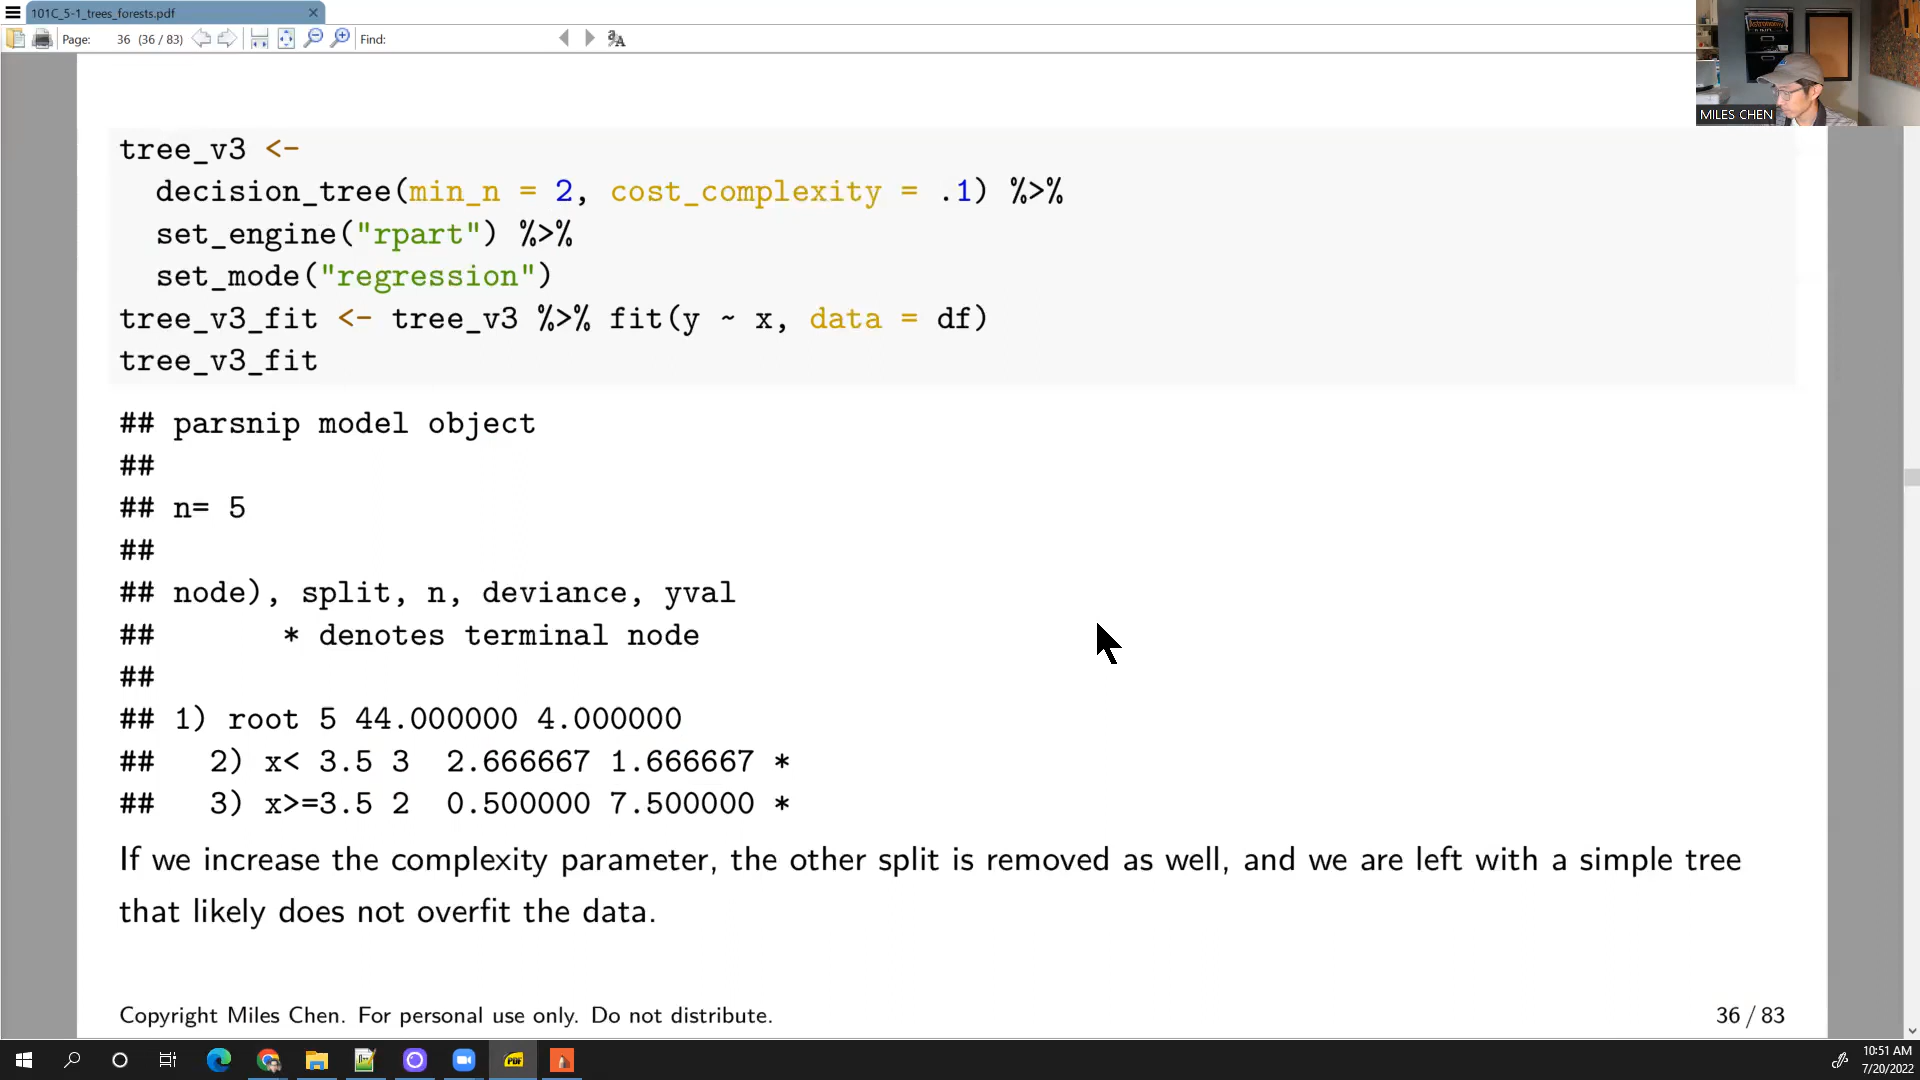 101C_5-1_trees_forests.pdf
Page: 36 (36 / 83) Find:
MILES CHEN
tree_v3 <-
  decision_tree(min_n = 2, cost_complexity = .1) %>%
  set_engine("rpart") %>%
  set_mode("regression")
tree_v3_fit <- tree_v3 %>% fit(y ~ x, data = df)
tree_v3_fit
## parsnip model object
##
## n= 5
##
## node), split, n, deviance, yval
##       * denotes terminal node
##
## 1) root 5 44.000000 4.000000
##   2) x< 3.5 3  2.666667 1.666667 *
##   3) x>=3.5 2  0.500000 7.500000 *
If we increase the complexity parameter, the other split is removed as well, and we are left with a simple tree
that likely does not overfit the data.
Copyright Miles Chen. For personal use only. Do not distribute.
36 / 83
PDF
10:51 AM
7/20/2022